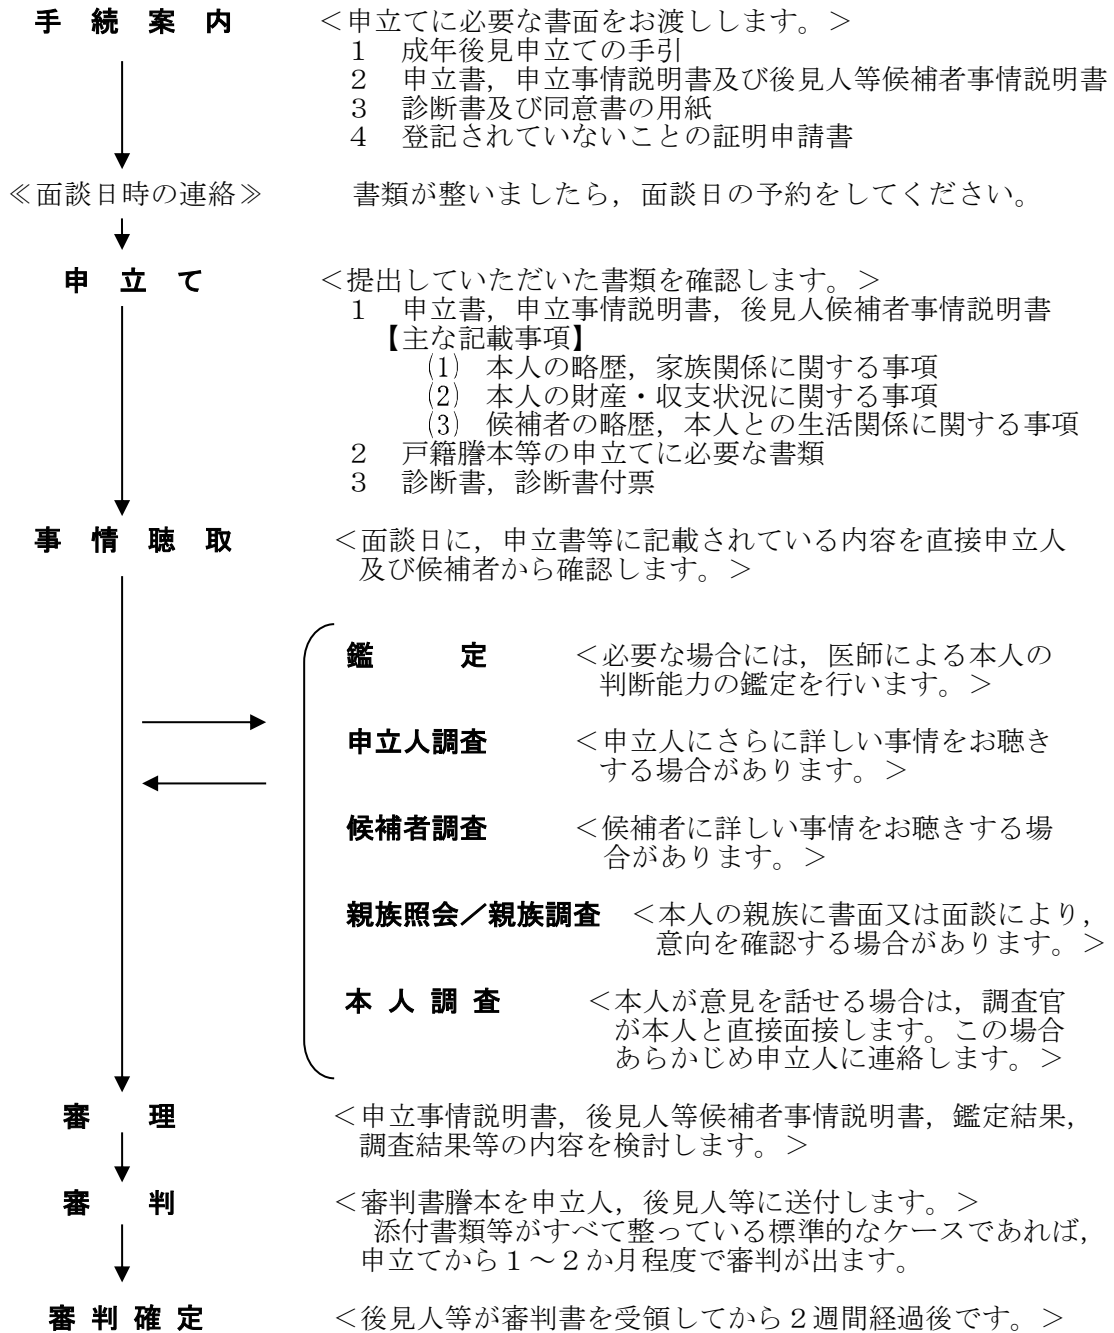 手続案内　＜申立てに必要な書面をお渡しします。＞
１　成年後見申立ての手引
２　申立書，申立事情説明書及び後見人等候補者事情説明書
３　診断書及び同意書の用紙
４　登記されていないことの証明申請書
≪面談日時の連絡≫　書類が整いましたら，面談日の予約をしてください。
申立て　＜提出していただいた書類を確認します。＞
１　申立書，申立事情説明書，後見人候補者事情説明書
【主な記載事項】
(1)　本人の略歴，家族関係に関する事項
(2)　本人の財産・収支状況に関する事項
(3)　候補者の略歴，本人との生活関係に関する事項
２　戸籍謄本等の申立てに必要な書類
３　診断書，診断書付票
事情聴取　＜面談日に，申立書等に記載されている内容を直接申立人
及び候補者から確認します。＞
鑑定　＜必要な場合には，医師による本人の
判断能力の鑑定を行います。＞
申立人調査　＜申立人にさらに詳しい事情をお聴き
する場合があります。＞
候補者調査　＜候補者に詳しい事情をお聴きする場
合があります。＞
親族照会／親族調査　＜本人の親族に書面又は面談により，
意向を確認する場合があります。＞
本人調査　＜本人が意見を話せる場合は，調査官
が本人と直接面接します。この場合
あらかじめ申立人に連絡します。＞
審理　＜申立事情説明書，後見人等候補者事情説明書，鑑定結果，
調査結果等の内容を検討します。＞
審判　＜審判書謄本を申立人，後見人等に送付します。＞
添付書類等がすべて整っている標準的なケースであれば，
申立てから１～２か月程度で審判が出ます。
審判確定　＜後見人等が審判書を受領してから２週間経過後です。＞